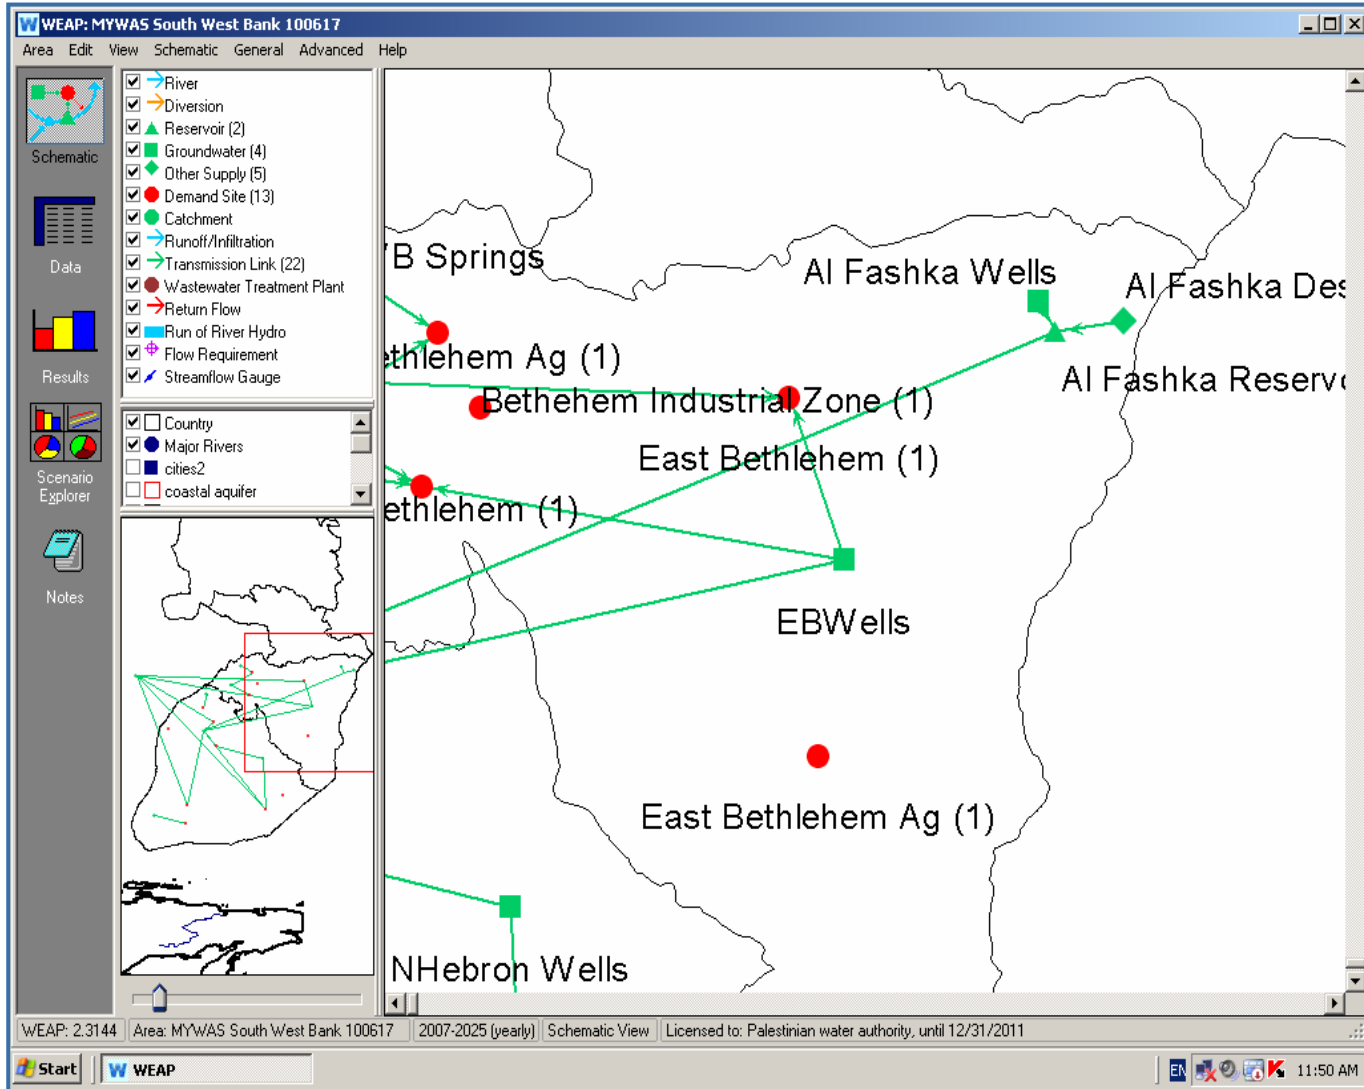 WEAP: MYWAS South West Bank 100617
Area Edit View Schematic General Advanced Help
Schematic
Data
Results
Scenario
Explorer
Notes
River
Diversion
Reservoir (2)
Groundwater (4)
Other Supply (5)
Demand Site (13)
Catchment
Runoff/Infiltration
Transmission Link (22)
Wastewater Treatment Plant
Return Flow
Run of River Hydro
Flow Requirement
Streamflow Gauge
Country
Major Rivers
cities2
coastal aquifer
/B Springs
Al Fashka Wells
Al Fashka Des
ethlehem Ag (1)
Al Fashka Reservo
Bethehem Industrial Zone (1)
East Bethlehem (1)
ethlehem (1)
EBWells
East Bethlehem Ag (1)
NHebron Wells
WEAP: 2.3144 Area: MYWAS South West Bank 100617 2007-2025 (yearly) Schematic View Licensed to: Palestinian water authority, until 12/31/2011
Start W WEAP EN 11:50 AM